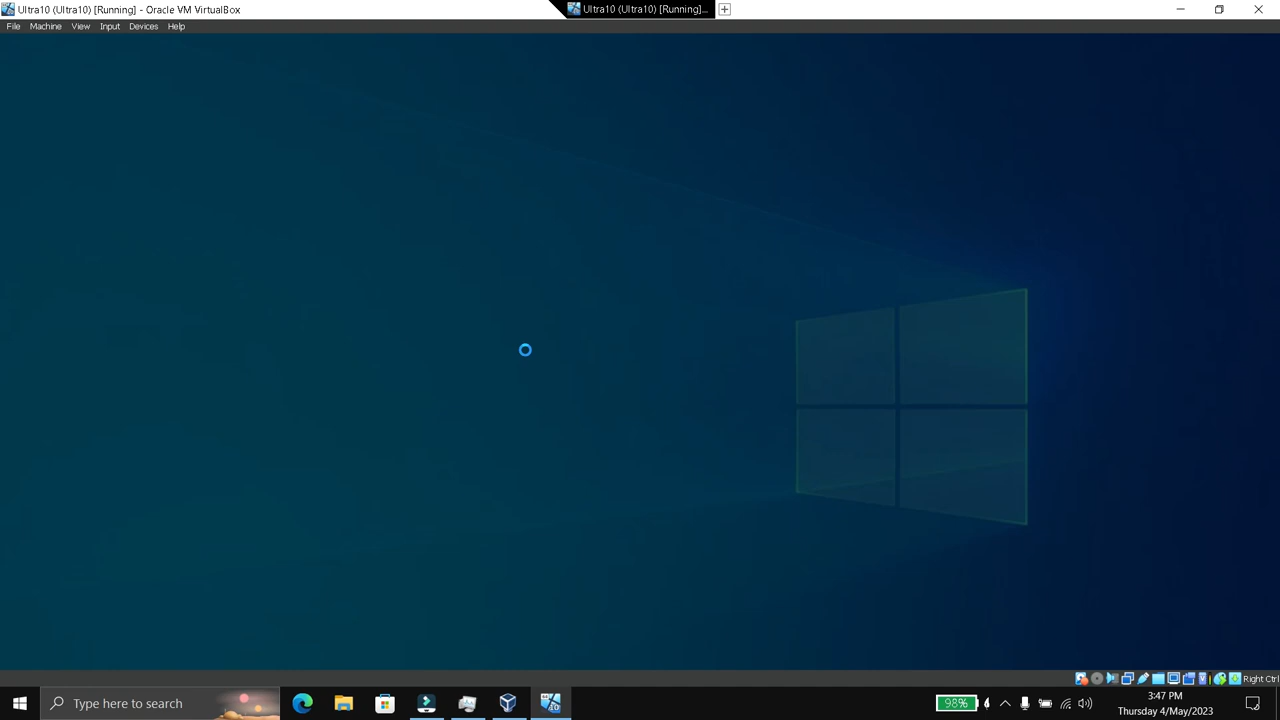 Ultra10 (Ultra10) [Running] - Oracle VM VirtualBox
Ultra10 (Ultra10) [Running]...
File Machine View Input Devices Help
Right Ctrl
Type here to search
98%
3:47 PM
Thursday 4/May/2023